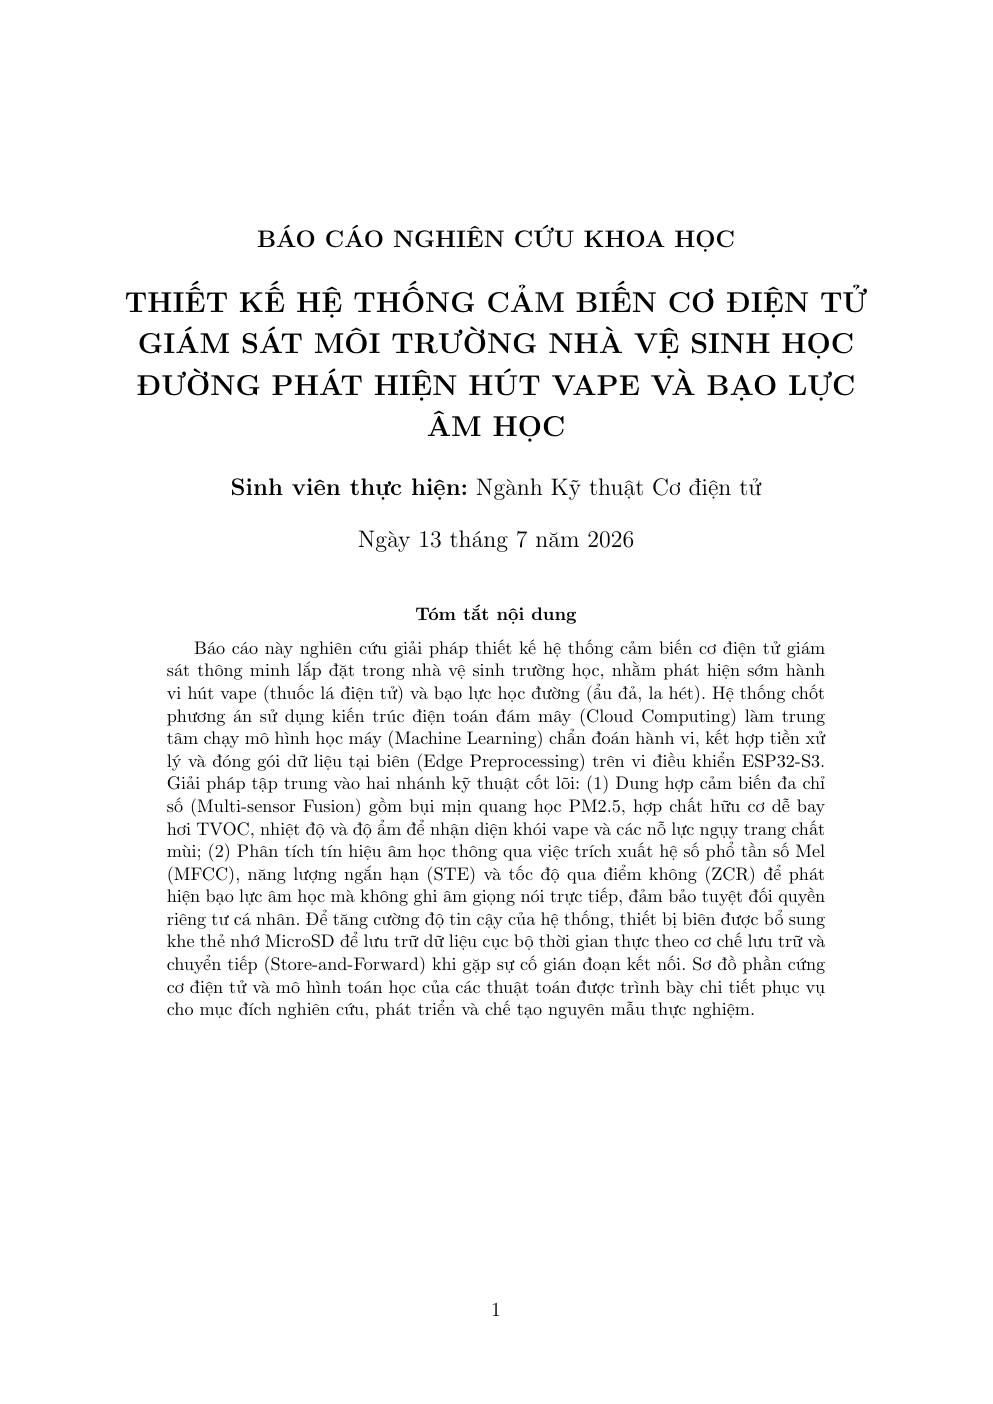 BÁO CÁO NGHIÊN CỨU KHOA HỌC
THIẾT KẾ HỆ THỐNG CẢM BIẾN CƠ ĐIỆN TỬ
GIÁM SÁT MÔI TRƯỜNG NHÀ VỆ SINH HỌC
ĐƯỜNG PHÁT HIỆN HÚT VAPE VÀ BẠO LỰC
ÂM HỌC
Sinh viên thực hiện: Ngành Kỹ thuật Cơ điện tử
Ngày 13 tháng 7 năm 2026
Tóm tắt nội dung
Báo cáo này nghiên cứu giải pháp thiết kế hệ thống cảm biến cơ điện tử giám
sát thông minh lắp đặt trong nhà vệ sinh trường học, nhằm phát hiện sớm hành
vi hút vape (thuốc lá điện tử) và bạo lực học đường (ẩu đả, la hét). Hệ thống chốt
phương án sử dụng kiến trúc điện toán đám mây (Cloud Computing) làm trung
tâm chạy mô hình học máy (Machine Learning) chẩn đoán hành vi, kết hợp tiền xử
lý và đóng gói dữ liệu tại biên (Edge Preprocessing) trên vi điều khiển ESP32-S3.
Giải pháp tập trung vào hai nhánh kỹ thuật cốt lõi: (1) Dung hợp cảm biến đa chỉ
số (Multi-sensor Fusion) gồm bụi mịn quang học PM2.5, hợp chất hữu cơ dễ bay
hơi TVOC, nhiệt độ và độ ẩm để nhận diện khói vape và các nỗ lực ngụy trang chất
mùi; (2) Phân tích tín hiệu âm học thông qua việc trích xuất hệ số phổ tần số Mel
(MFCC), năng lượng ngắn hạn (STE) và tốc độ qua điểm không (ZCR) để phát
hiện bạo lực âm học mà không ghi âm giọng nói trực tiếp, đảm bảo tuyệt đối quyền
riêng tư cá nhân. Để tăng cường độ tin cậy của hệ thống, thiết bị biên được bổ sung
khe thẻ nhớ MicroSD để lưu trữ dữ liệu cục bộ thời gian thực theo cơ chế lưu trữ và
chuyển tiếp (Store-and-Forward) khi gặp sự cố gián đoạn kết nối. Sơ đồ phần cứng
cơ điện tử và mô hình toán học của các thuật toán được trình bày chi tiết phục vụ
cho mục đích nghiên cứu, phát triển và chế tạo nguyên mẫu thực nghiệm.
1